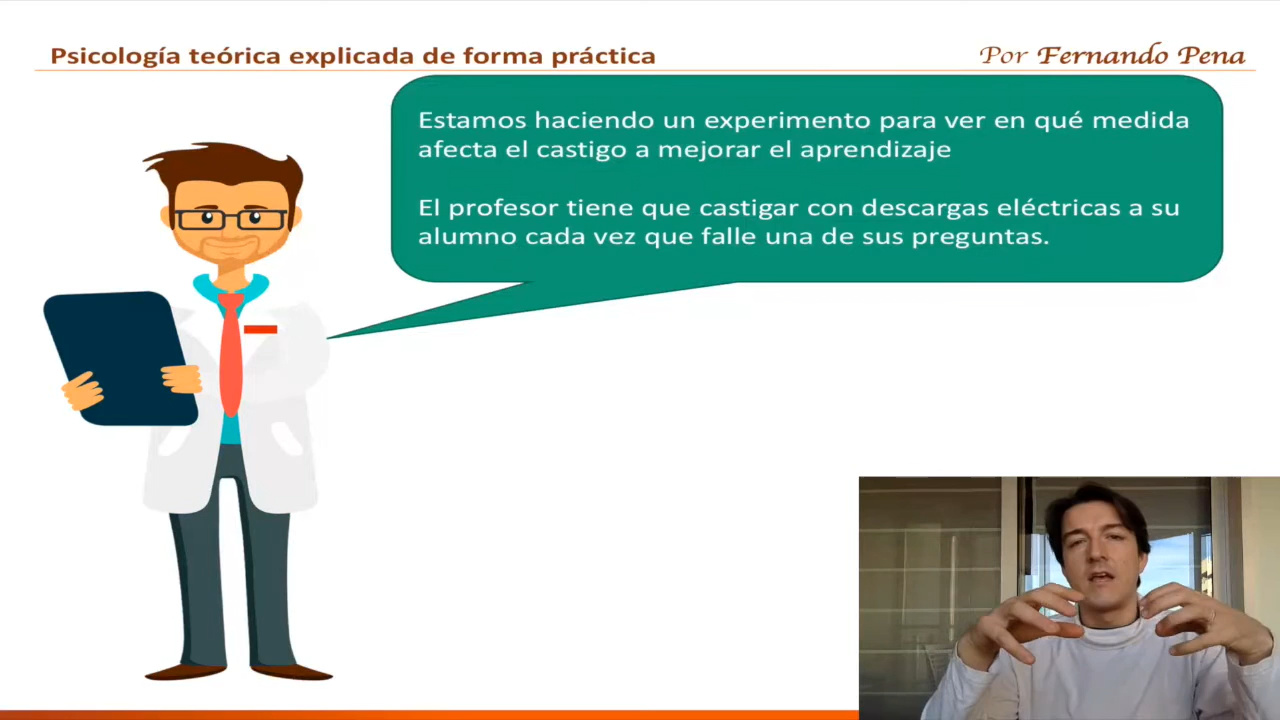 Psicología teórica explicada de forma práctica
Por Fernando Pena
Estamos haciendo un experimento para ver en qué medida
afecta el castigo a mejorar el aprendizaje
El profesor tiene que castigar con descargas eléctricas a su
alumno cada vez que falle una de sus preguntas.